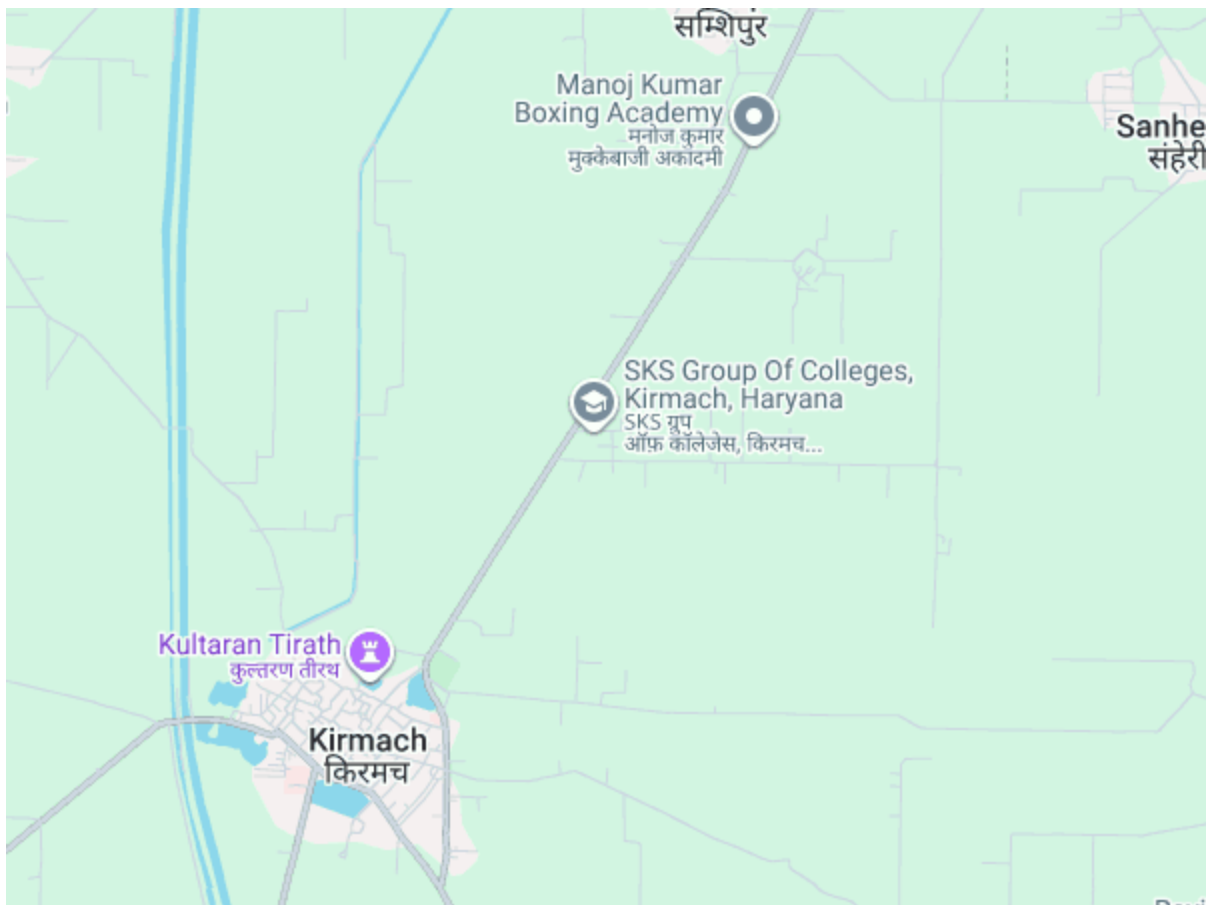 सम्शिपुर
Manoj Kumar
Boxing Academy
मनोज कुमार
मुक्केबाजी अकादमी
Sanhe
संहेरी
SKS Group Of Colleges,
Kirmach, Haryana
SKS ग्रुप
ऑफ़ कॉलेजेस, किरमच...
Kultaran Tirath
कुल्तरण तीरथ
Kirmach
किरमच